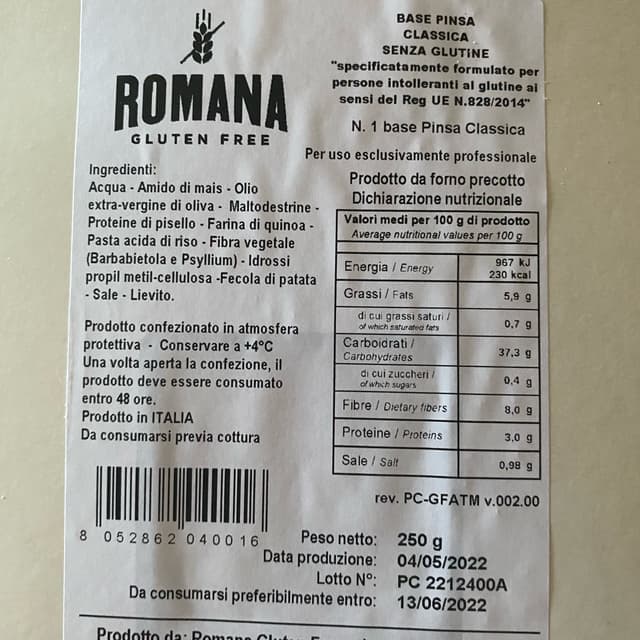 ROMANA
GLUTEN FREE
Ingredienti:
Acqua - Amido di mais - Olio
extra-vergine di oliva - Maltodestrine -
Proteine di pisello - Farina di quinoa -
Pasta acida di riso - Fibra vegetale
(Barbabietola e Psyllium) - Idrossi
propil metil-cellulosa -Fecola di patata
- Sale - Lievito.
Prodotto confezionato in atmosfera
protettiva - Conservare a +4°C
Una volta aperta la confezione, il
prodotto deve essere consumato
entro 48 ore.
Prodotto in ITALIA
Da consumarsi previa cottura
8 052862 040016
BASE PINSA
CLASSICA
SENZA GLUTINE
"specificatamente formulato per
persone intolleranti al glutine ai
sensi del Reg UE N.828/2014"
N. 1 base Pinsa Classica
Per uso esclusivamente professionale
Prodotto da forno precotto
Dichiarazione nutrizionale
Valori medi per 100 g di prodotto
Average nutritional values per 100 g
Energia / Energy 967 kJ
230 kcal
Grassi / Fats 5,9 g
di cui grassi saturi /
of which saturated fats 0,7 g
Carboidrati /
Carbohydrates 37,3 g
di cui zuccheri /
of which sugars 0,4 g
Fibre / Dietary fibers 8,0 g
Proteine / Proteins 3,0 g
Sale / Salt 0,98 g
rev. PC-GFATM v.002.00
Peso netto: 250 g
Data produzione: 04/05/2022
Lotto N°: PC 2212400A
Da consumarsi preferibilmente entro: 13/06/2022
Prodotto da: Romana Gluten